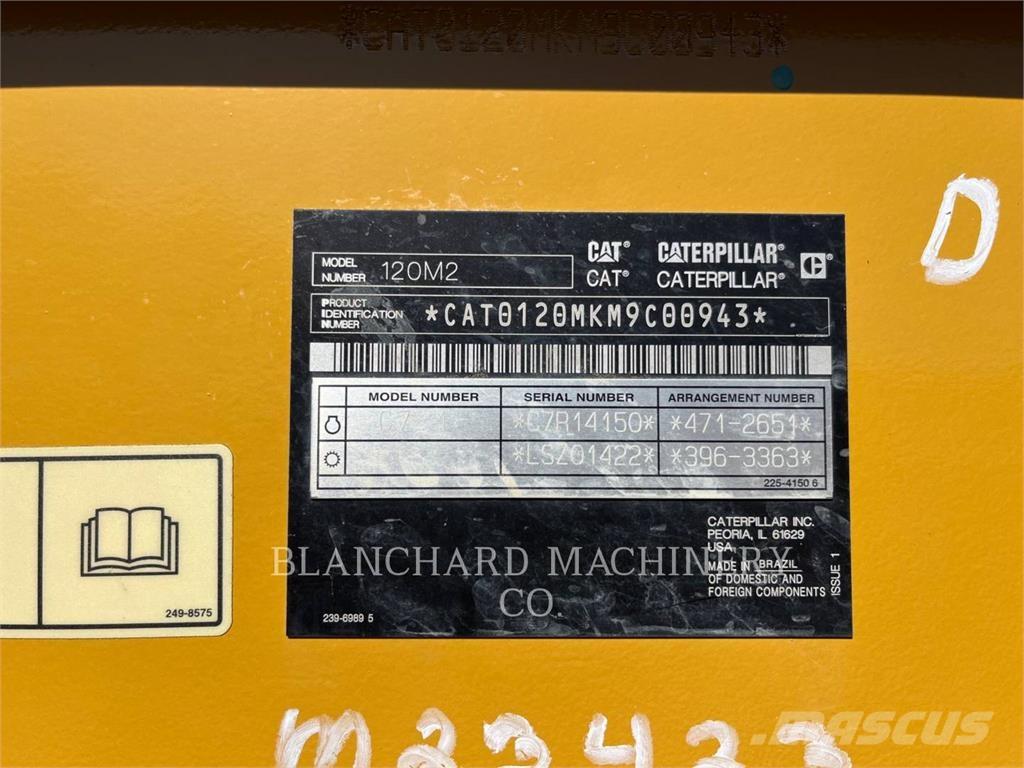 *CAT0120MKM9C00943*
D
CAT® CATERPILLAR®
CAT® CATERPILLAR®
MODEL NUMBER 120M2
PRODUCT IDENTIFICATION NUMBER *CAT0120MKM9C00943*
MODEL NUMBER SERIAL NUMBER ARRANGEMENT NUMBER
*C7R14150* *471-2651*
*LSZ01422* *396-3363*
225-4150 6
CATERPILLAR INC.
PEORIA, IL 61629
USA,
MADE IN BRAZIL
OF DOMESTIC AND
FOREIGN COMPONENTS
ISSUE 1
239-6989 5
249-8575
BLANCHARD MACHINERY
CO.
MASCUS